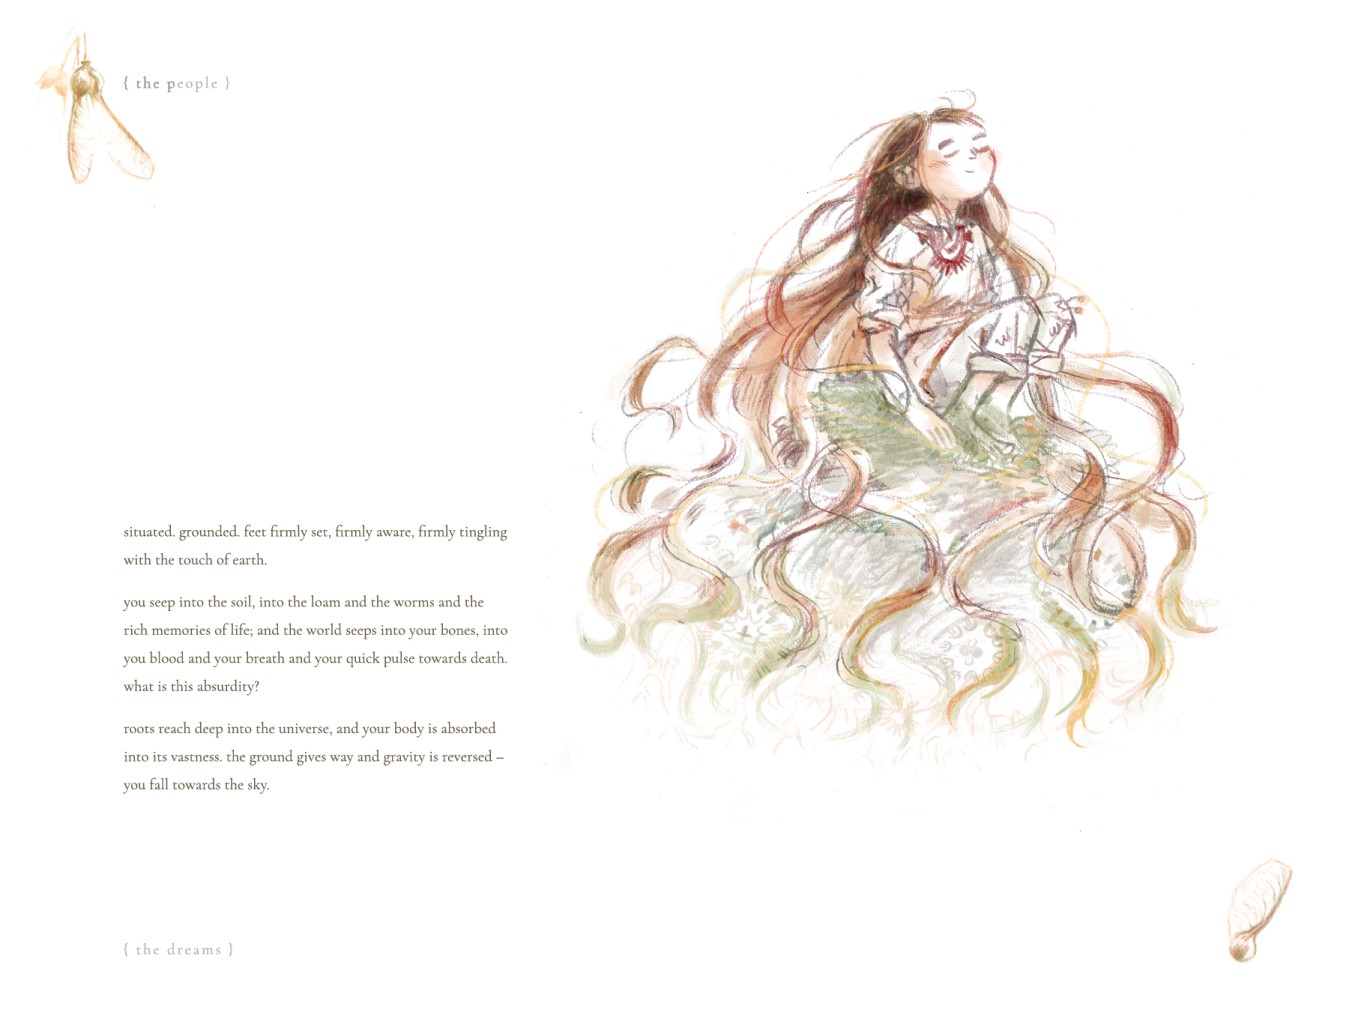 { the people }
situated. grounded. feet firmly set, firmly aware, firmly tingling
with the touch of earth.
you seep into the soil, into the loam and the worms and the
rich memories of life; and the world seeps into your bones, into
you blood and your breath and your quick pulse towards death.
what is this absurdity?
roots reach deep into the universe, and your body is absorbed
into its vastness. the ground gives way and gravity is reversed –
you fall towards the sky.
{ the dreams }